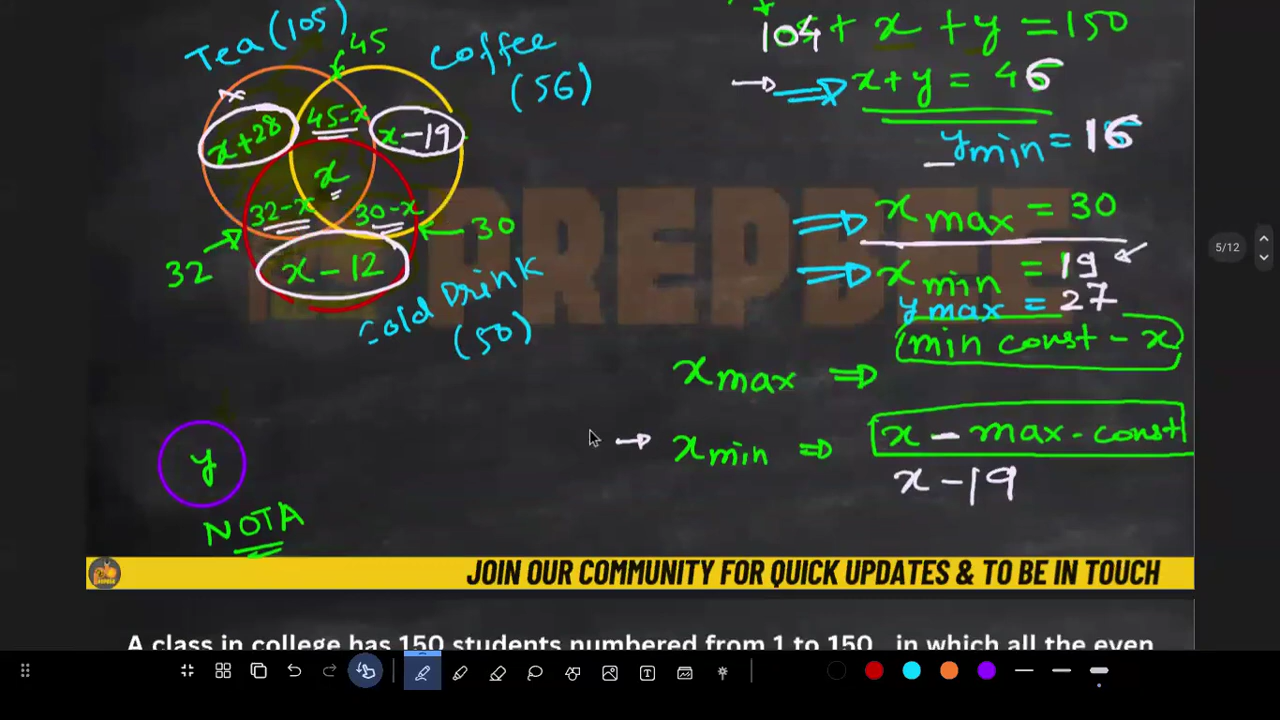 Tea (105)
45
Coffee
(56)
x+28
45-x
x-19
x
32-x
30-x
32
30
x-12
Cold Drink
(50)
y
NOTA
104 + x + y = 150
x+y = 46
ymin = 16
xmax = 30
xmin = 19
ymax = 27
min const - x
xmax ⇒
xmin ⇒ x - max - const
x-19
PREPBEE
5/12
JOIN OUR COMMUNITY FOR QUICK UPDATES & TO BE IN TOUCH
A class in college has 150 students numbered from 1 to 150, in which all the even